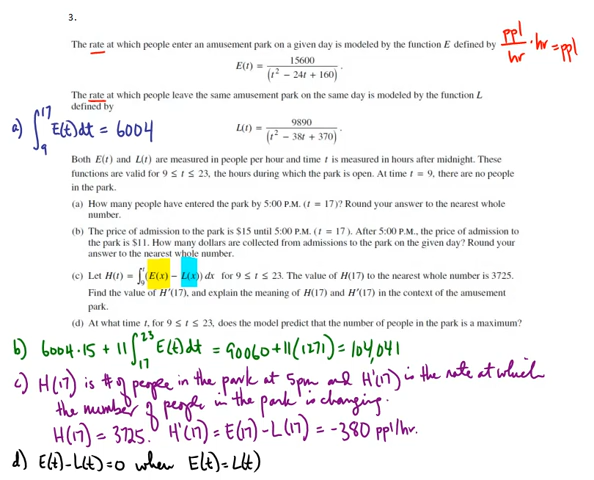 3.
The rate at which people enter an amusement park on a given day is modeled by the function E defined by
ppl/hr · hr = ppl
E(t) = 15600/(t² − 24t + 160).
The rate at which people leave the same amusement park on the same day is modeled by the function L
defined by
a) ∫₉¹⁷ E(t)dt = 6004
L(t) = 9890/(t² − 38t + 370).
Both E(t) and L(t) are measured in people per hour and time t is measured in hours after midnight. These
functions are valid for 9 ≤ t ≤ 23, the hours during which the park is open. At time t = 9, there are no people
in the park.
(a) How many people have entered the park by 5:00 P.M. (t = 17)? Round your answer to the nearest whole
number.
(b) The price of admission to the park is $15 until 5:00 P.M. (t = 17). After 5:00 P.M., the price of admission to
the park is $11. How many dollars are collected from admissions to the park on the given day? Round your
answer to the nearest whole number.
(c) Let H(t) = ∫₉ᵗ (E(x) − L(x)) dx for 9 ≤ t ≤ 23. The value of H(17) to the nearest whole number is 3725.
Find the value of H′(17), and explain the meaning of H(17) and H′(17) in the context of the amusement
park.
(d) At what time t, for 9 ≤ t ≤ 23, does the model predict that the number of people in the park is a maximum?
b) 6004·15 + 11∫₁₇²³ E(t)dt = 90060+11(1271) = 104,041
c) H(17) is # of people in the park at 5pm and H'(17) is the rate at which
the number of people in the park is changing.
H(17) = 3725. H'(17) = E(17) − L(17) = −380 ppl/hr.
d) E(t)−L(t)=0 when E(t)=L(t)